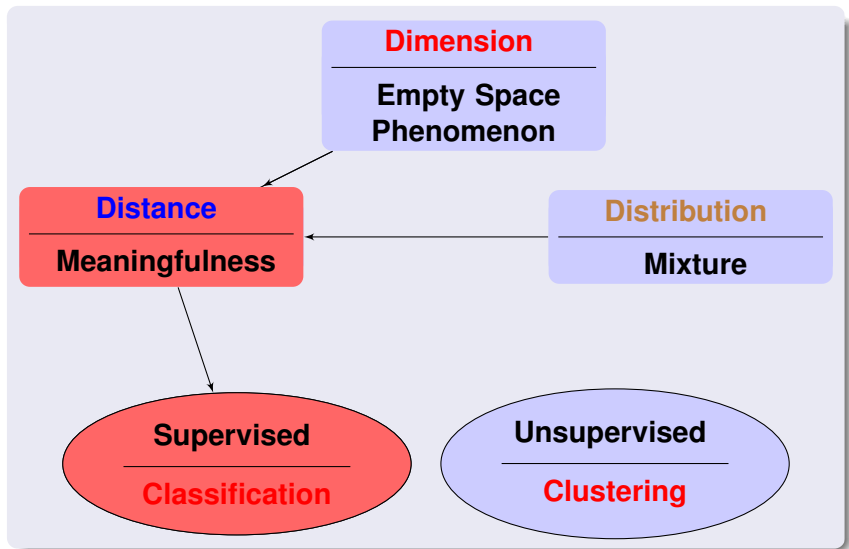 Dimension
Empty Space
Phenomenon
Distance
Meaningfulness
Distribution
Mixture
Supervised
Classification
Unsupervised
Clustering